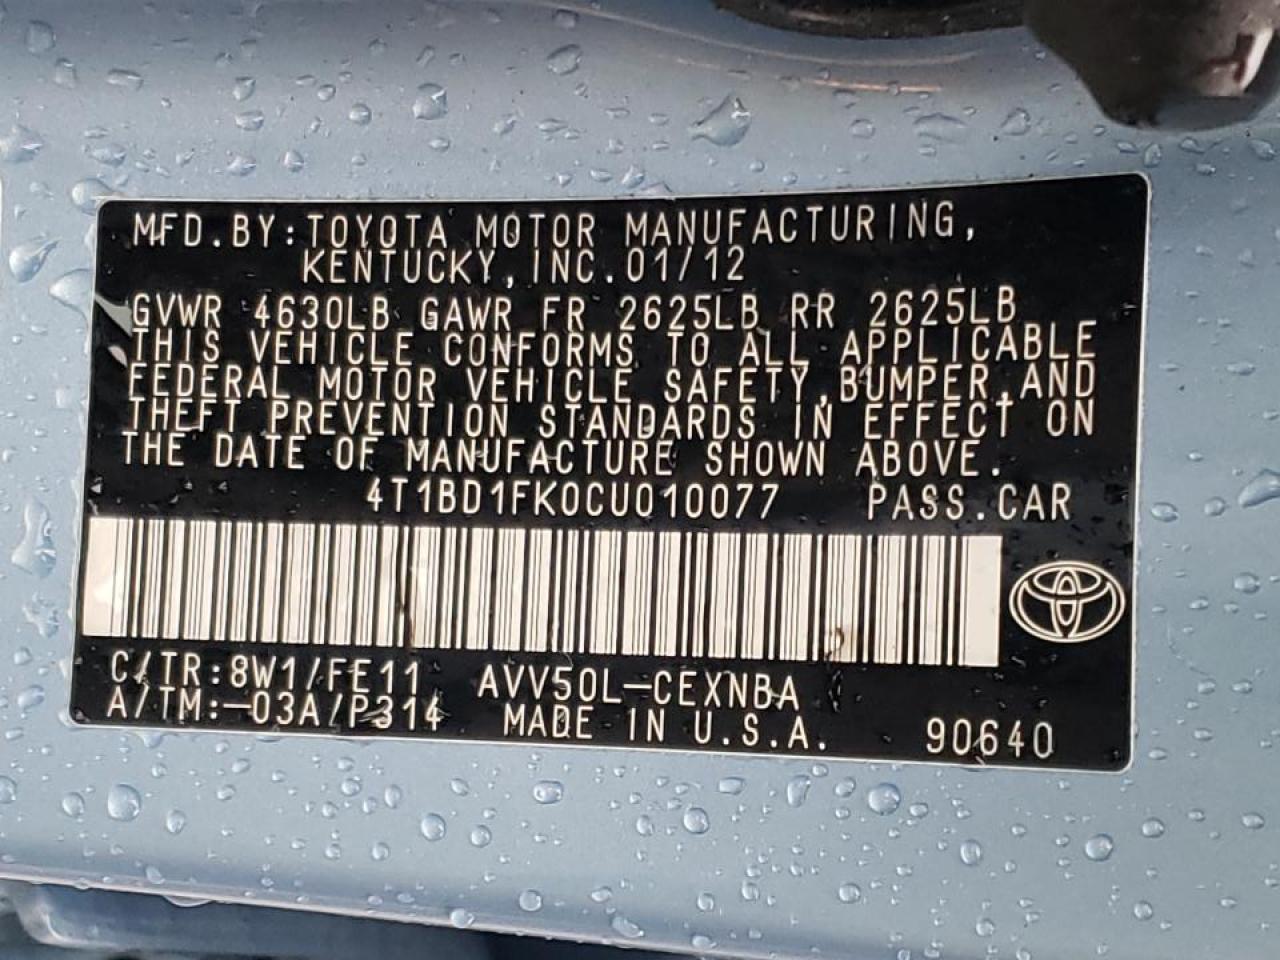 MFD.BY:TOYOTA MOTOR MANUFACTURING,
KENTUCKY,INC.01/12
GVWR 4630LB GAWR FR 2625LB RR 2625LB
THIS VEHICLE CONFORMS TO ALL APPLICABLE
FEDERAL MOTOR VEHICLE SAFETY,BUMPER,AND
THEFT PREVENTION STANDARDS IN EFFECT ON
THE DATE OF MANUFACTURE SHOWN ABOVE.
4T1BD1FK0CU010077 PASS.CAR
C/TR:8W1/FE11 AVV50L-CEXNBA
A/TM:-03A/P314 MADE IN U.S.A. 90640